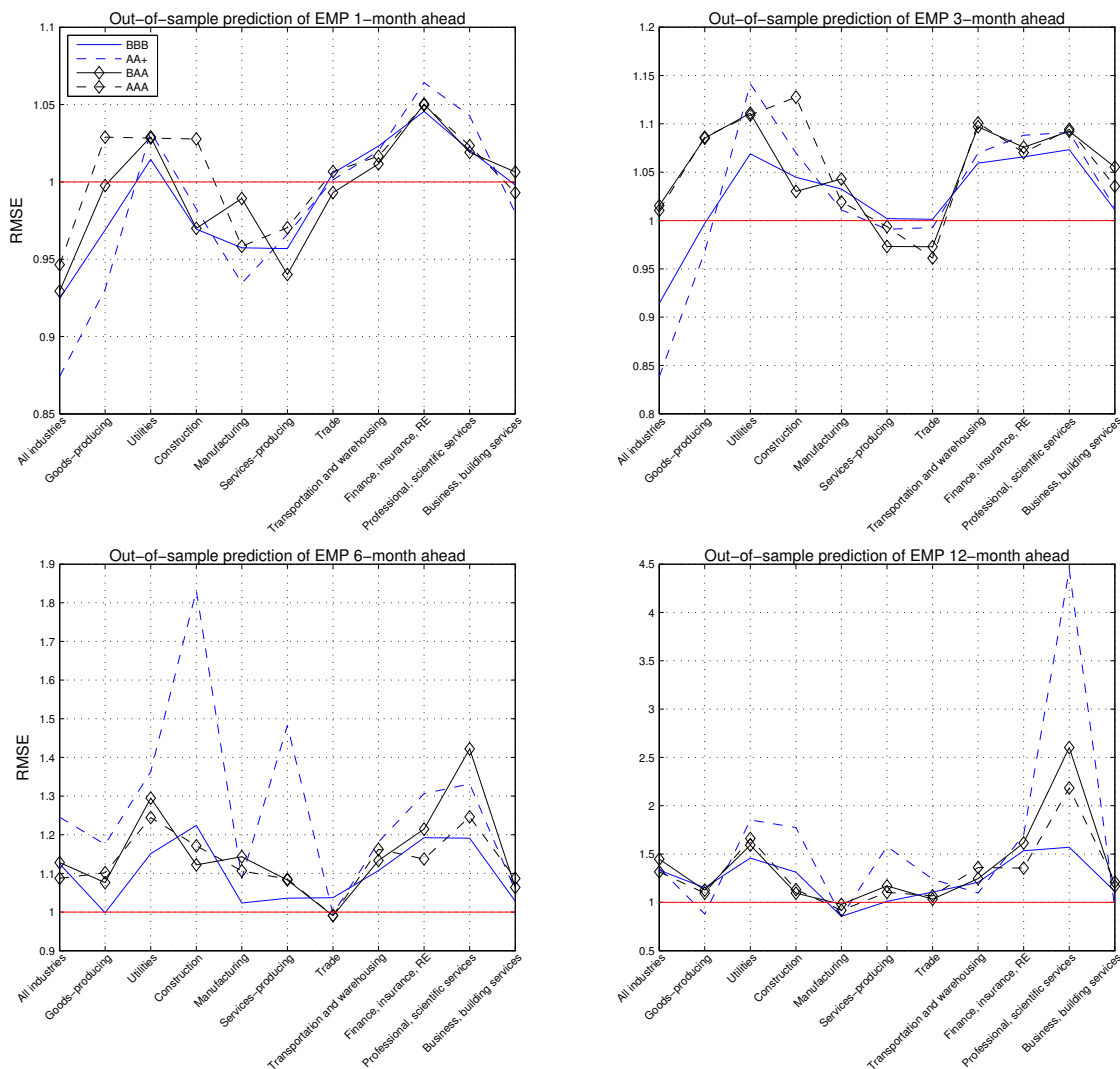 Out-of-sample prediction of EMP 1-month ahead
1.1
1.05
1
0.95
0.9
0.85
RMSE
BBB
AA+
BAA
AAA
All industries
Goods-producing
Utilities
Construction
Manufacturing
Services-producing
Trade
Transportation and warehousing
Finance, insurance, RE
Professional, scientific services
Business, building services
Out-of-sample prediction of EMP 3-month ahead
1.2
1.15
1.1
1.05
1
0.95
0.9
0.85
0.8
All industries
Goods-producing
Utilities
Construction
Manufacturing
Services-producing
Trade
Transportation and warehousing
Finance, insurance, RE
Professional, scientific services
Business, building services
Out-of-sample prediction of EMP 6-month ahead
1.9
1.8
1.7
1.6
1.5
1.4
1.3
1.2
1.1
1
0.9
RMSE
All industries
Goods-producing
Utilities
Construction
Manufacturing
Services-producing
Trade
Transportation and warehousing
Finance, insurance, RE
Professional, scientific services
Business, building services
Out-of-sample prediction of EMP 12-month ahead
4.5
4
3.5
3
2.5
2
1.5
1
0.5
All industries
Goods-producing
Utilities
Construction
Manufacturing
Services-producing
Trade
Transportation and warehousing
Finance, insurance, RE
Professional, scientific services
Business, building services